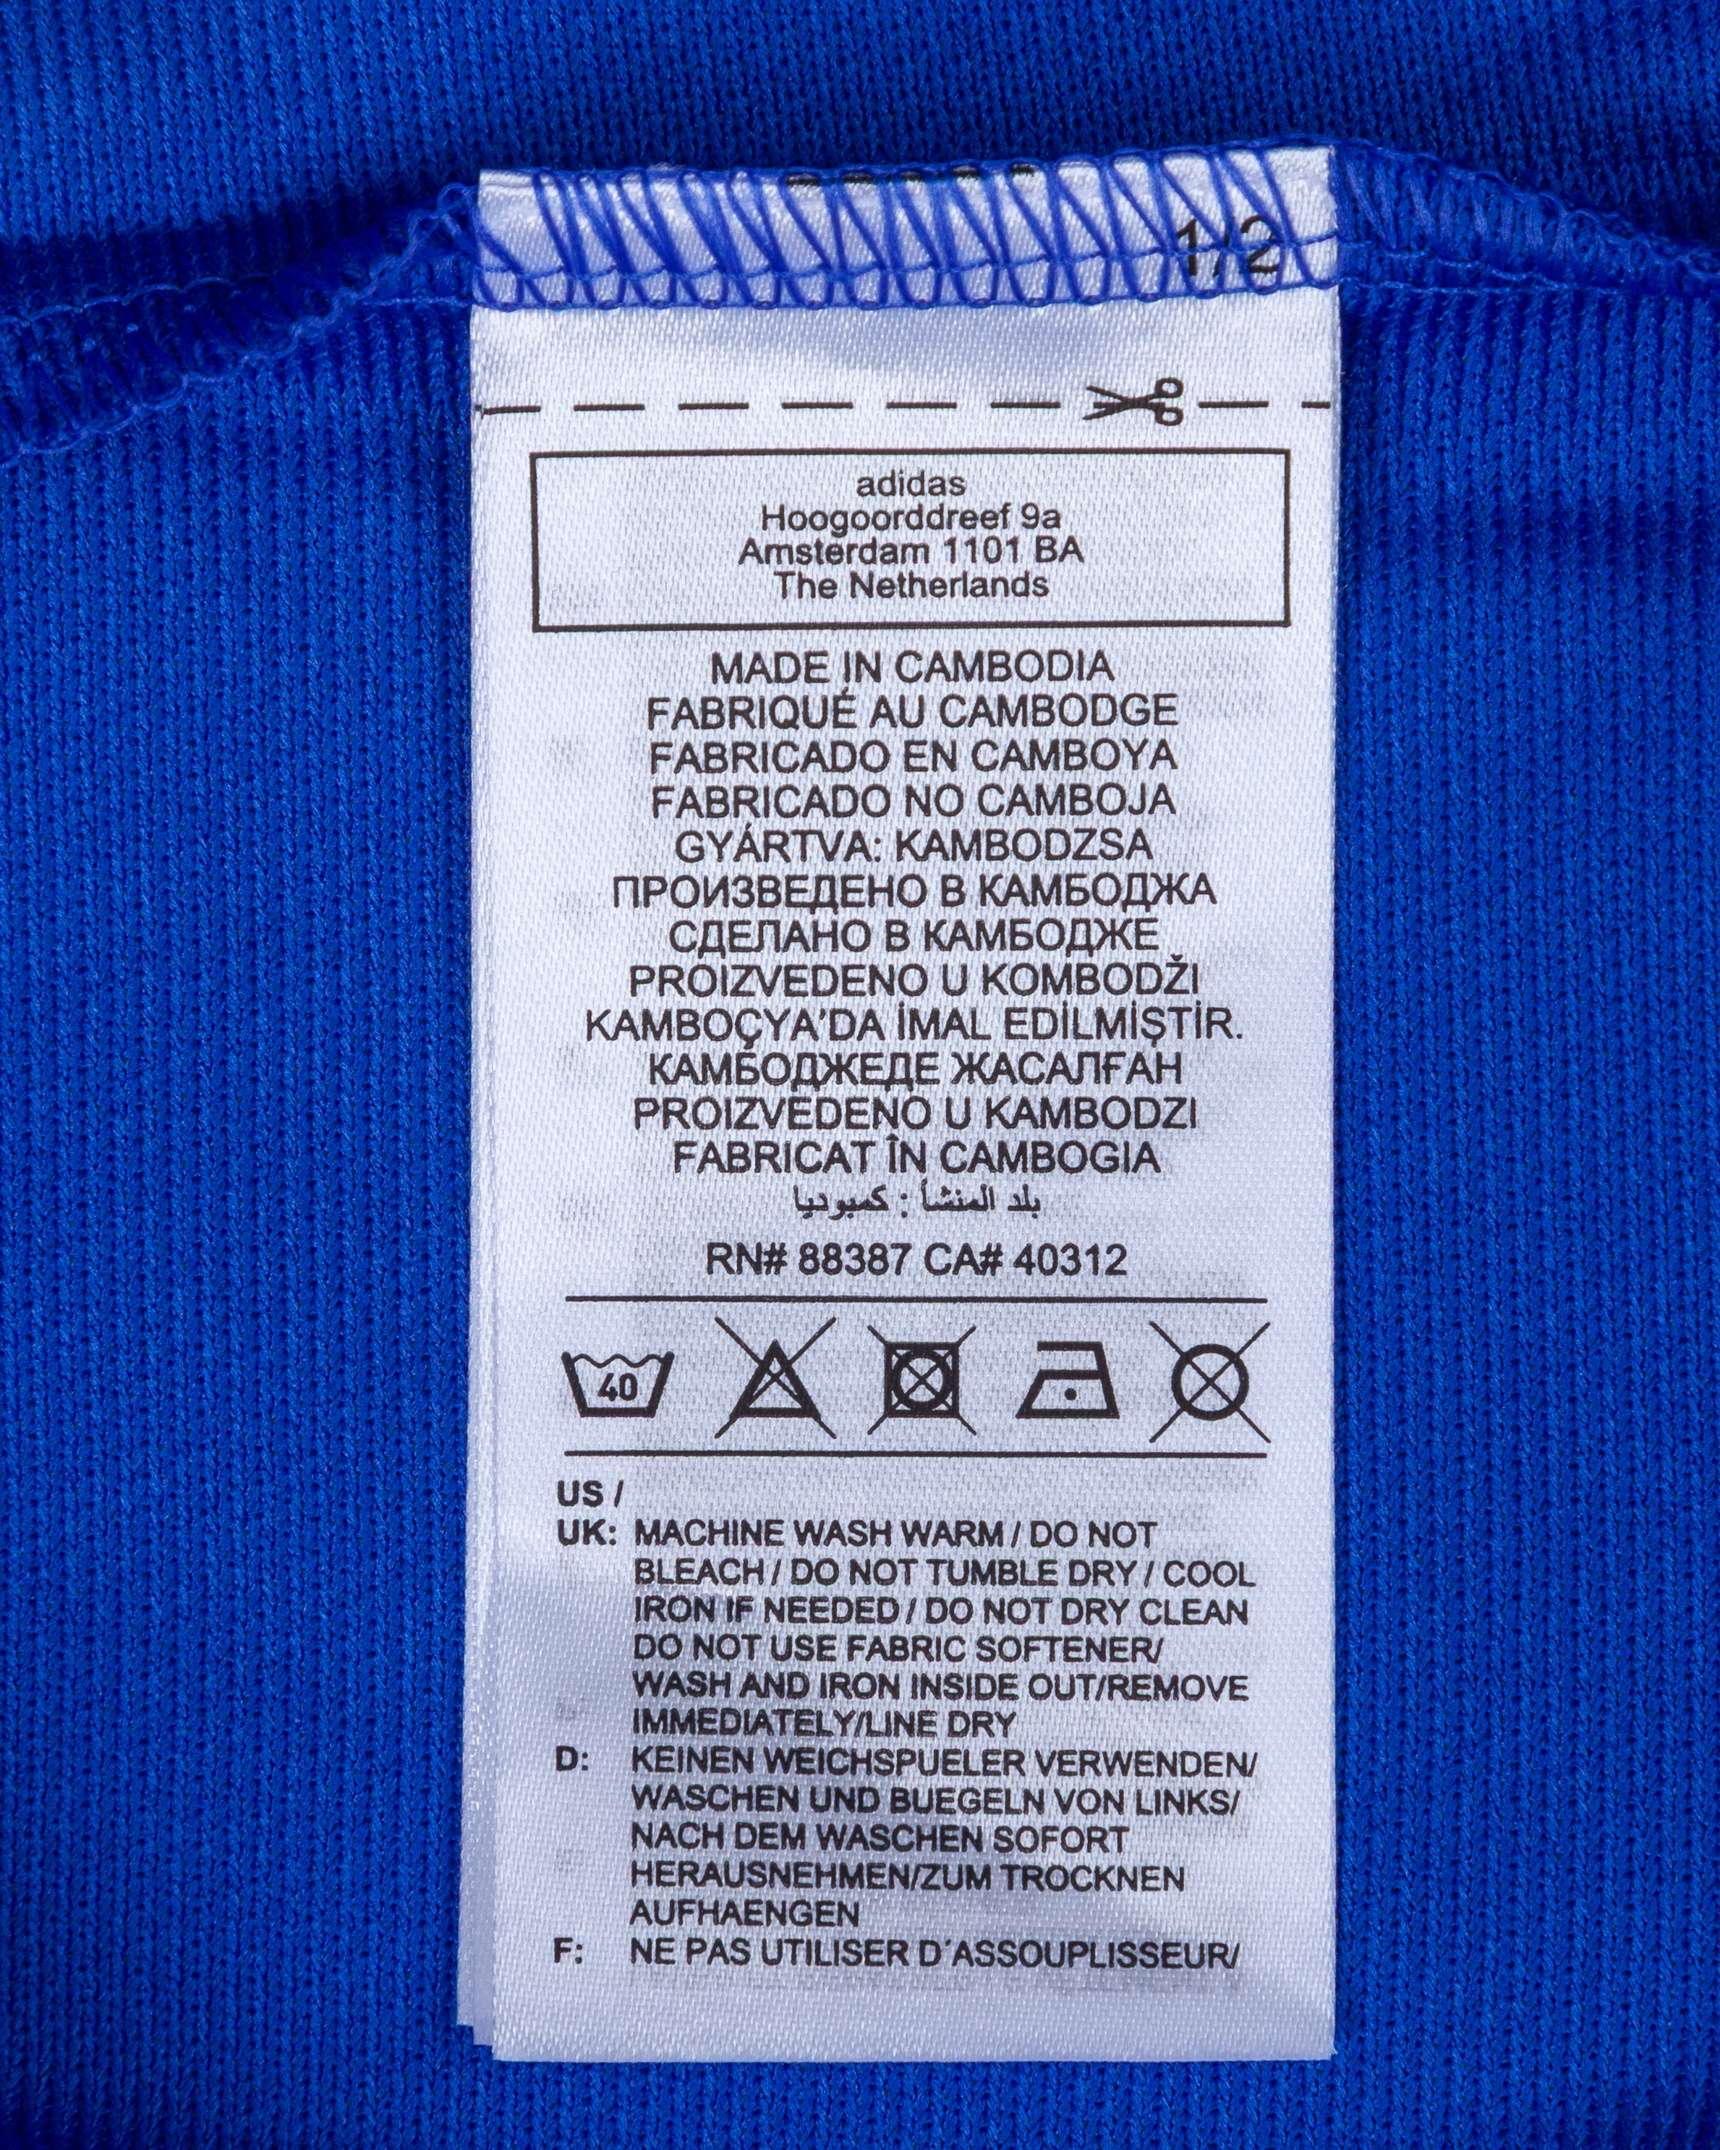 1/2
adidas
Hoogoorddreef 9a
Amsterdam 1101 BA
The Netherlands
MADE IN CAMBODIA
FABRIQUÉ AU CAMBODGE
FABRICADO EN CAMBOYA
FABRICADO NO CAMBOJA
GYÁRTVA: KAMBODZSA
ПРОИЗВЕДЕНО В КАМБОДЖА
СДЕЛАНО В КАМБОДЖЕ
PROIZVEDENO U KOMBODŽI
KAMBOÇYA'DA İMAL EDİLMİŞTİR.
КАМБОДЖЕДЕ ЖАСАЛҒАН
PROIZVEDENO U KAMBODZI
FABRICAT ÎN CAMBOGIA
بلد المنشأ : كمبوديا
RN# 88387 CA# 40312
40
US /
UK: MACHINE WASH WARM / DO NOT
BLEACH / DO NOT TUMBLE DRY / COOL
IRON IF NEEDED / DO NOT DRY CLEAN
DO NOT USE FABRIC SOFTENER/
WASH AND IRON INSIDE OUT/REMOVE
IMMEDIATELY/LINE DRY
D: KEINEN WEICHSPUELER VERWENDEN/
WASCHEN UND BUEGELN VON LINKS/
NACH DEM WASCHEN SOFORT
HERAUSNEHMEN/ZUM TROCKNEN
AUFHAENGEN
F: NE PAS UTILISER D´ASSOUPLISSEUR/